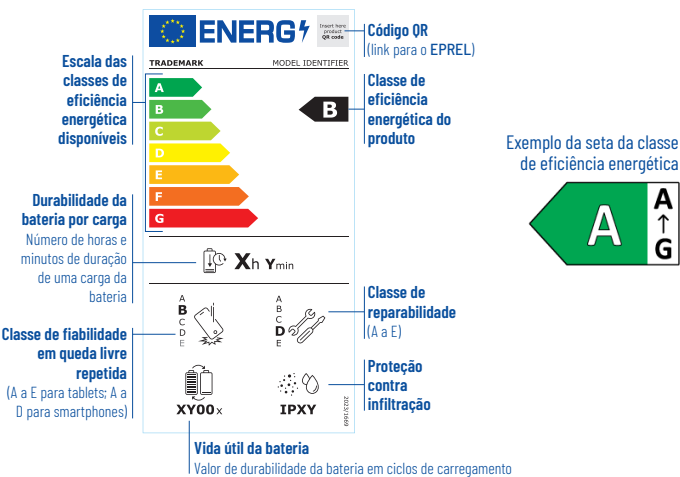 ENERG
Insert here
product
QR code
Código QR
(link para o EPREL)
TRADEMARK
MODEL IDENTIFIER
Escala das
classes de
eficiência
energética
disponíveis
A
B
C
D
E
F
G
B
Classe de
eficiência
energética do
produto
Exemplo da seta da classe
de eficiência energética
A
A
↑
G
Durabilidade da
bateria por carga
Número de horas e
minutos de duração
de uma carga da
bateria
Xh Ymin
A
B
C
D
E
A
B
C
D
E
Classe de
reparabilidade
(A a E)
Classe de fiabilidade
em queda livre
repetida
(A a E para tablets; A a
D para smartphones)
XY00x
IPXY
2023/1669
Proteção
contra
infiltração
Vida útil da bateria
Valor de durabilidade da bateria em ciclos de carregamento